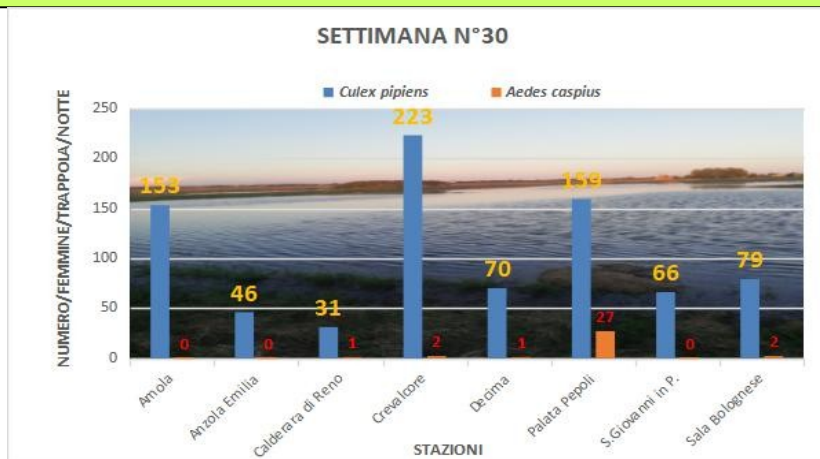 SETTIMANA N°30
Culex pipiens Aedes caspius
NUMERO/FEMMINE/TRAPPOLA/NOTTE
250
200
150
100
50
0
153 0
46 0
31 1
223 2
70 1
159 27
66 0
79 2
Amola
Anzola Emilia
Calderara di Reno
Crevalcore
Decima
Palata Pepoli
S.Giovanni in P.
Sala Bolognese
STAZIONI